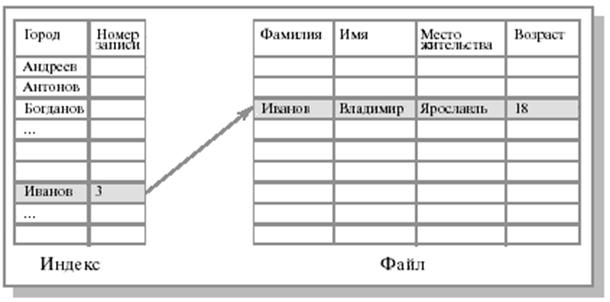 Город Номер записи
Андреев
Антонов
Богданов
...
Иванов 3
...
Индекс
Фамилия Имя Место жительства Возраст
Иванов Владимир Ярославль 18
Файл